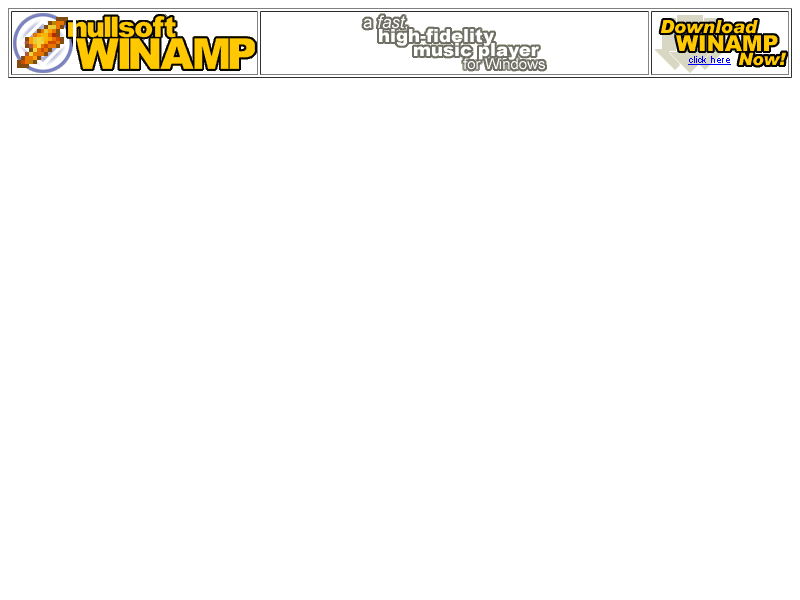 nullsoft
WINAMP
a fast
high-fidelity
music player
for Windows
Download
WINAMP
click here
Now!